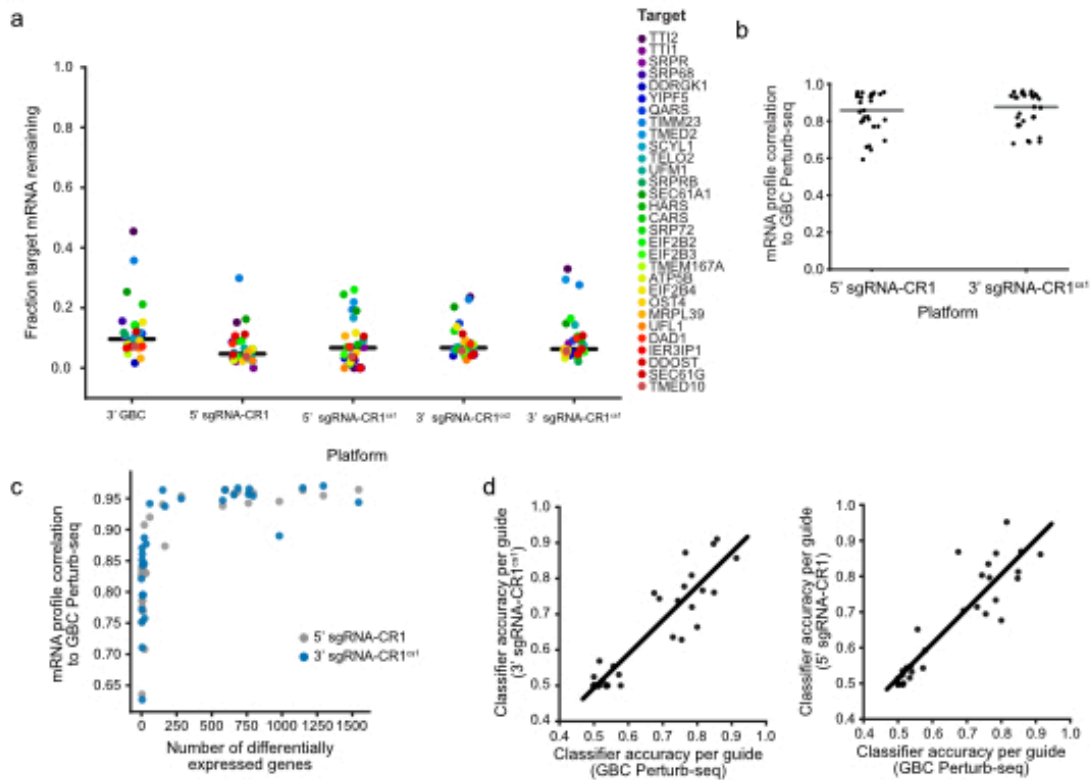 a
Fraction target mRNA remaining
1.0
0.8
0.6
0.4
0.2
0.0
3' GBC
5' sgRNA-CR1
5' sgRNA-CR1cs1
3' sgRNA-CR1cs2
3' sgRNA-CR1cs1
Platform
Target
TTI2
TTI1
SRPR
SRP68
DDRGK1
YIPF5
QARS
TIMM23
TMED2
SCYL1
TELO2
UFM1
SRPRB
SEC61A1
HARS
CARS
SRP72
EIF2B2
EIF2B3
TMEM167A
ATP5B
EIF2B4
OST4
MRPL39
UFL1
DAD1
IER3IP1
DDOST
SEC61G
TMED10
b
mRNA profile correlation
to GBC Perturb-seq
1.0
0.8
0.6
0.4
0.2
0.0
5' sgRNA-CR1
3' sgRNA-CR1cs1
Platform
c
mRNA profile correlation
to GBC Perturb-seq
0.95
0.90
0.85
0.80
0.75
0.70
0.65
5' sgRNA-CR1
3' sgRNA-CR1cs1
0 250 500 750 1000 1250 1500
Number of differentially
expressed genes
d
Classifier accuracy per guide
(3' sgRNA-CR1cs1)
1.0
0.9
0.8
0.7
0.6
0.5
0.4
0.4 0.5 0.6 0.7 0.8 0.9 1.0
Classifier accuracy per guide
(GBC Perturb-seq)
Classifier accuracy per guide
(5' sgRNA-CR1)
1.0
0.9
0.8
0.7
0.6
0.5
0.4
0.4 0.5 0.6 0.7 0.8 0.9 1.0
Classifier accuracy per guide
(GBC Perturb-seq)